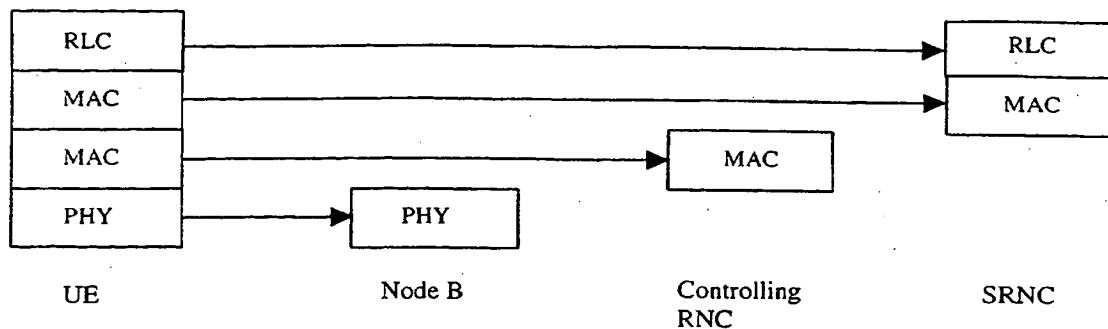 RLC
RLC
MAC
MAC
MAC
MAC
PHY
PHY
UE
Node B
Controlling
RNC
SRNC